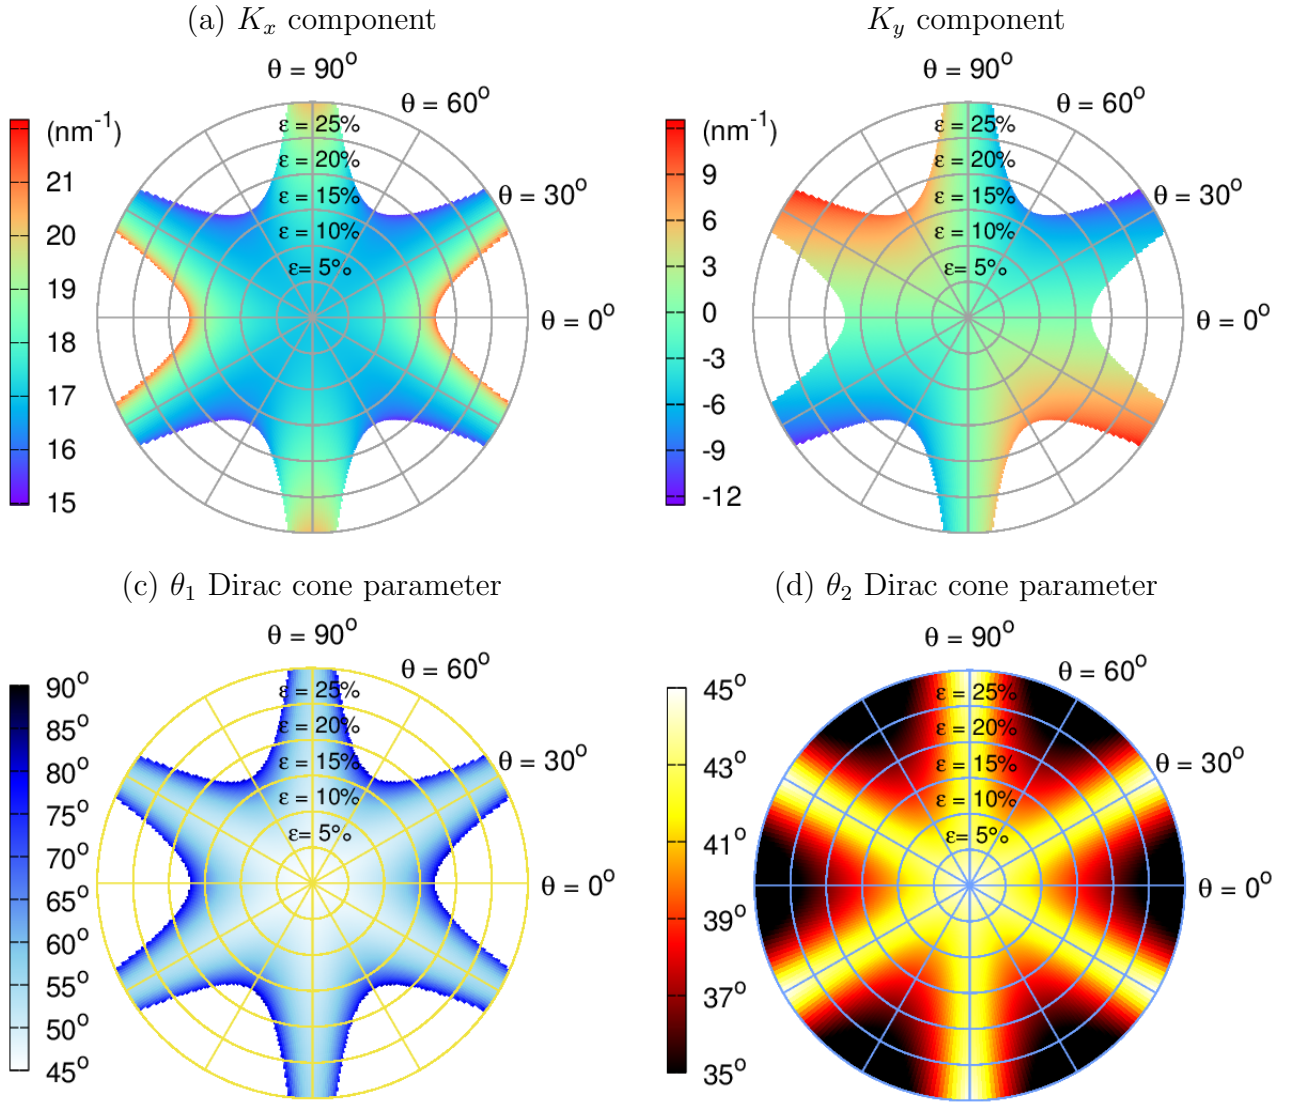 (a) Kₓ component
θ = 90°
θ = 60°
θ = 30°
θ = 0°
ε = 25%
ε = 20%
ε = 15%
ε = 10%
ε= 5%
(nm⁻¹)
21
20
19
18
17
16
15
K_y component
θ = 90°
θ = 60°
θ = 30°
θ = 0°
ε = 25%
ε = 20%
ε = 15%
ε = 10%
ε= 5%
(nm⁻¹)
9
6
3
0
-3
-6
-9
-12
(c) θ₁ Dirac cone parameter
θ = 90°
θ = 60°
θ = 30°
θ = 0°
ε = 25%
ε = 20%
ε = 15%
ε = 10%
ε= 5%
90°
85°
80°
75°
70°
65°
60°
55°
50°
45°
(d) θ₂ Dirac cone parameter
θ = 90°
θ = 60°
θ = 30°
θ = 0°
ε = 25%
ε = 20%
ε = 15%
ε = 10%
ε= 5%
45°
43°
41°
39°
37°
35°